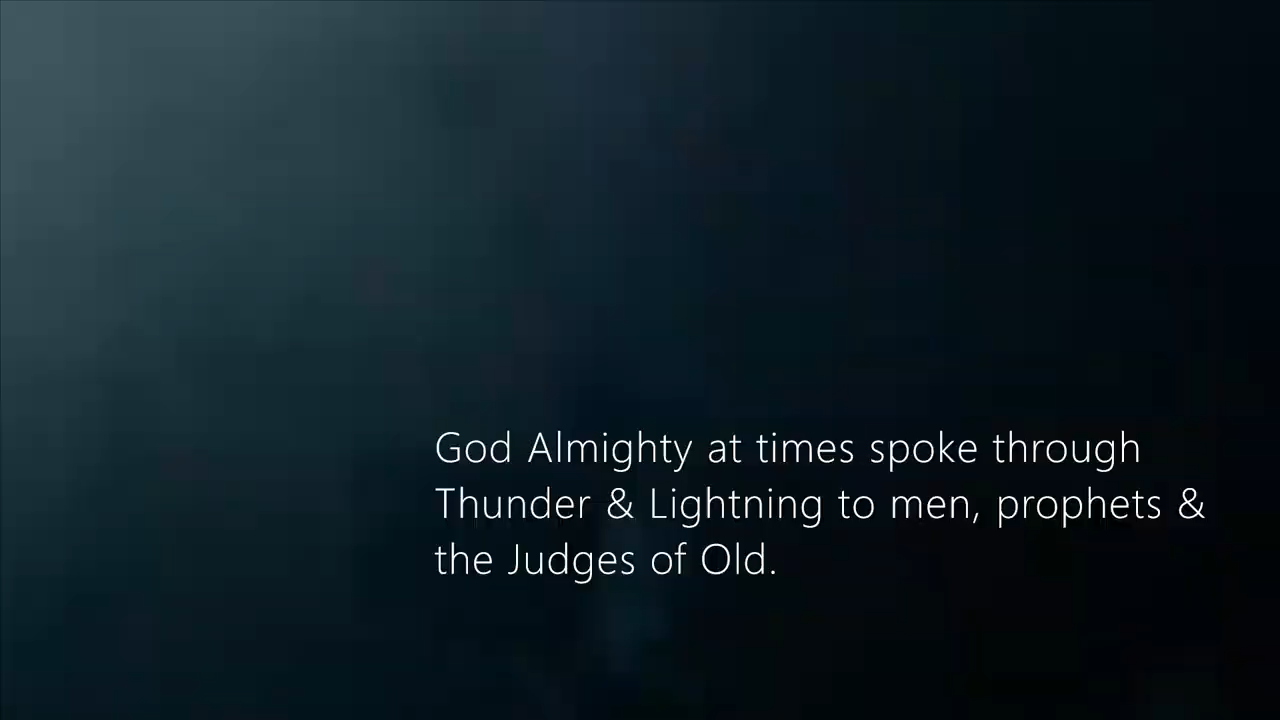 God Almighty at times spoke through
Thunder & Lightning to men, prophets &
the Judges of Old.